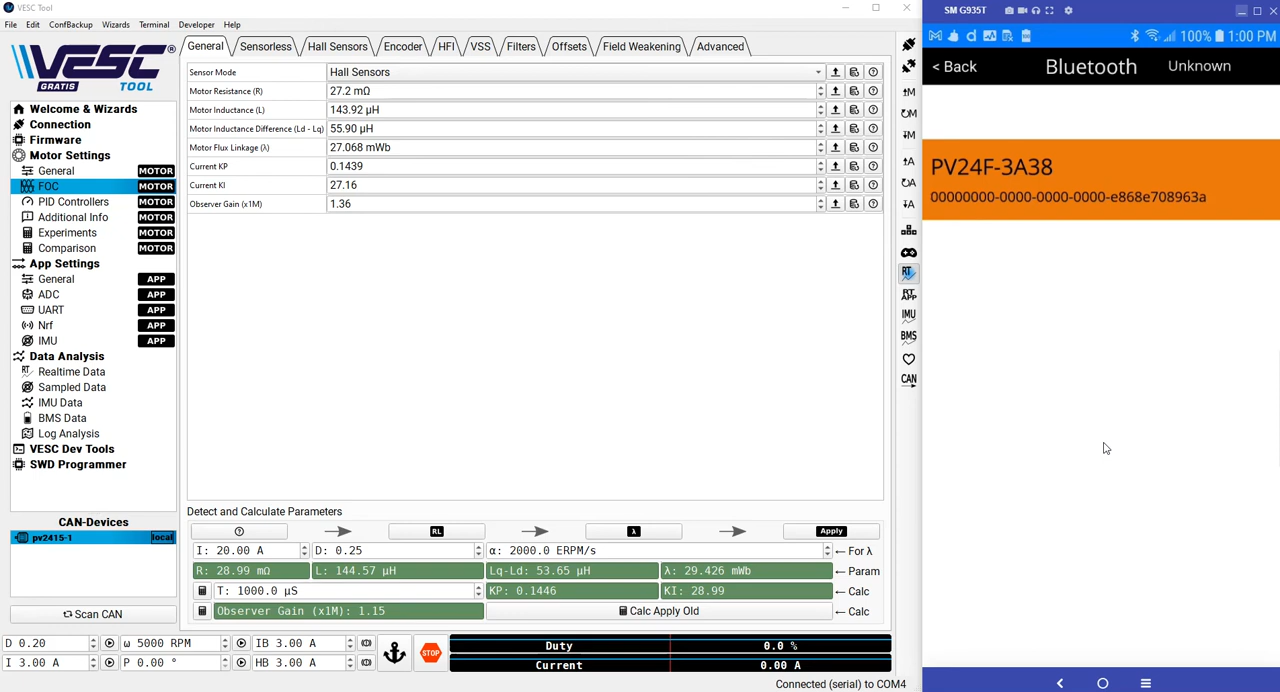 VESC Tool
File Edit ConfBackup Wizards Terminal Developer Help
VESC®
GRATIS TOOL
Welcome & Wizards
Connection
Firmware
Motor Settings
General MOTOR
FOC MOTOR
PID Controllers MOTOR
Additional Info MOTOR
Experiments MOTOR
Comparison MOTOR
App Settings
General APP
ADC APP
UART APP
Nrf APP
IMU APP
Data Analysis
RT Realtime Data
Sampled Data
IMU Data
BMS Data
Log Analysis
VESC Dev Tools
SWD Programmer
CAN-Devices
pv2415-1 local
Scan CAN
General Sensorless Hall Sensors Encoder HFI VSS Filters Offsets Field Weakening Advanced
Sensor Mode Hall Sensors
Motor Resistance (R) 27.2 mΩ
Motor Inductance (L) 143.92 µH
Motor Inductance Difference (Ld - Lq) 55.90 µH
Motor Flux Linkage (λ) 27.068 mWb
Current KP 0.1439
Current KI 27.16
Observer Gain (x1M) 1.36
Detect and Calculate Parameters
RL λ Apply
I: 20.00 A D: 0.25 α: 2000.0 ERPM/s ← For λ
R: 28.99 mΩ L: 144.57 µH Lq-Ld: 53.65 µH λ: 29.426 mWb ← Param
T: 1000.0 µS KP: 0.1446 KI: 28.99 ← Calc
Observer Gain (x1M): 1.15 Calc Apply Old ← Calc
D 0.20 ω 5000 RPM IB 3.00 A
I 3.00 A P 0.00 ° HB 3.00 A
STOP
Duty 0.0 %
Current 0.00 A
Connected (serial) to COM4
M
M
M
A
A
A
RT
RT
APP
IMU
BMS
CAN
SM G935T
100% 1:00 PM
< Back Bluetooth Unknown
PV24F-3A38
00000000-0000-0000-0000-e868e708963a